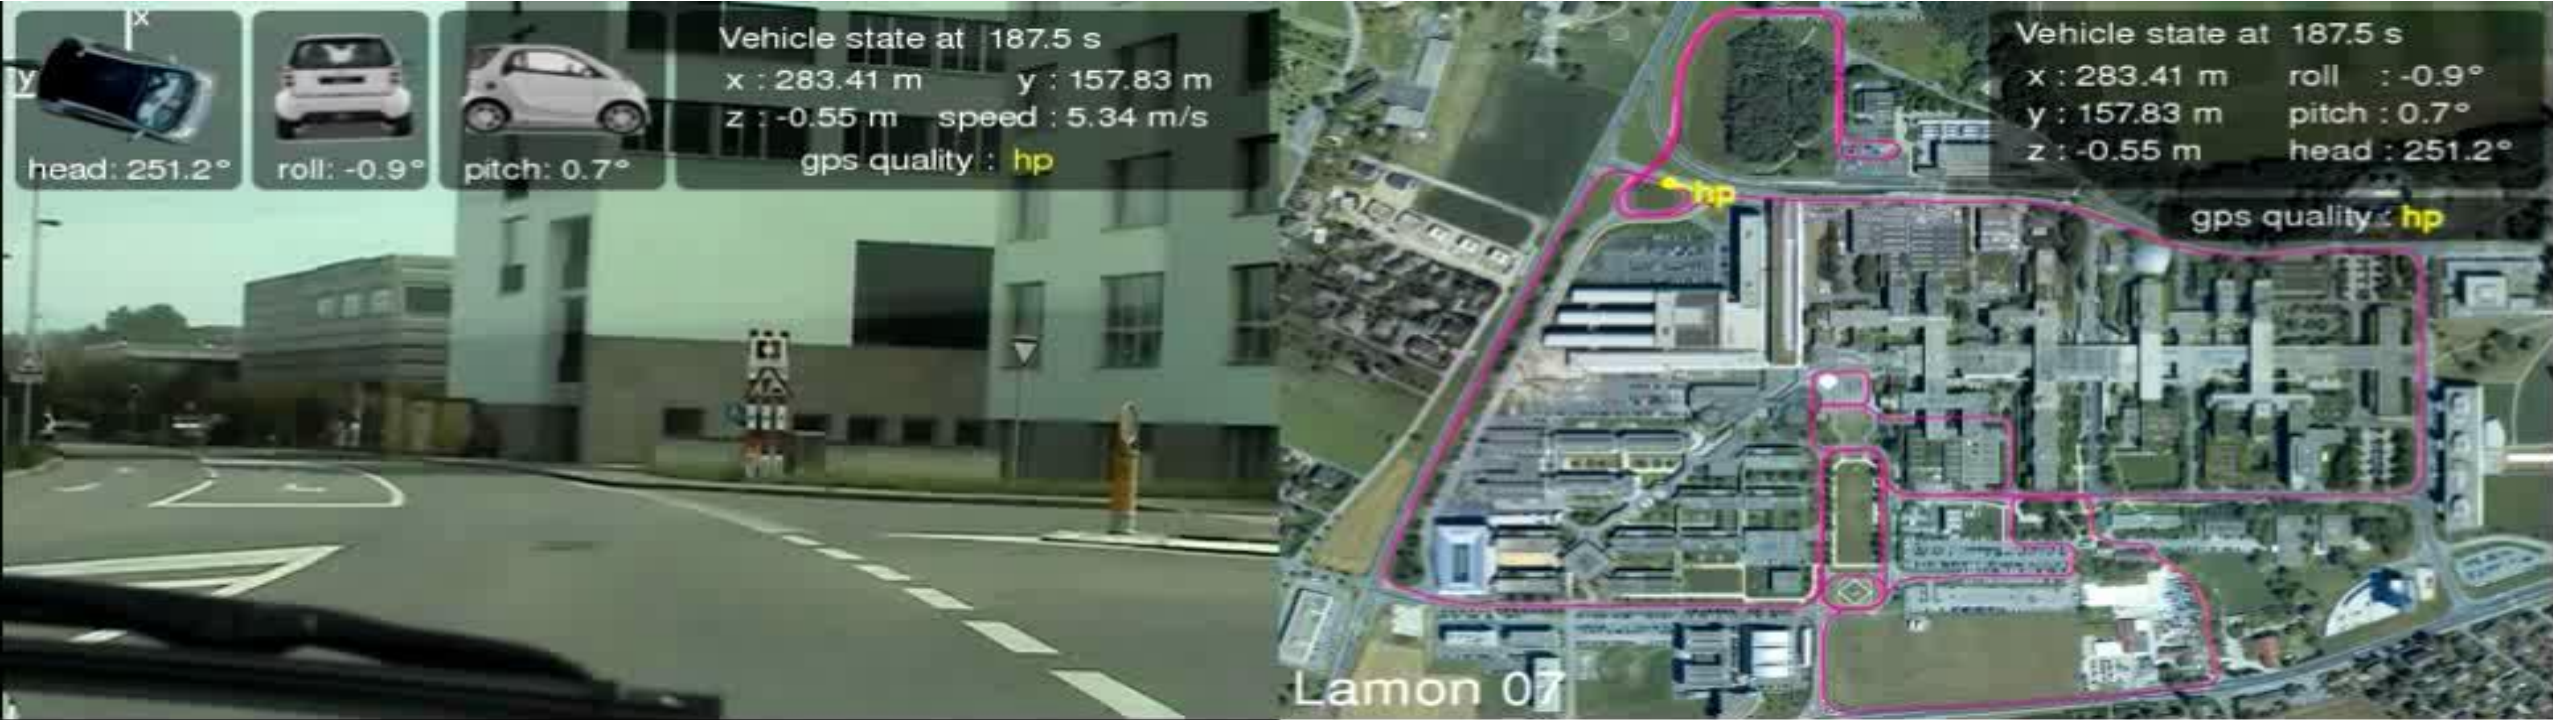 x
y
head: 251.2°
roll: -0.9°
pitch: 0.7°
Vehicle state at 187.5 s
x : 283.41 m y : 157.83 m
z : -0.55 m speed : 5.34 m/s
gps quality : hp
Vehicle state at 187.5 s
x : 283.41 m roll : -0.9°
y : 157.83 m pitch : 0.7°
z : -0.55 m head : 251.2°
gps quality : hp
hp
Lamon 07